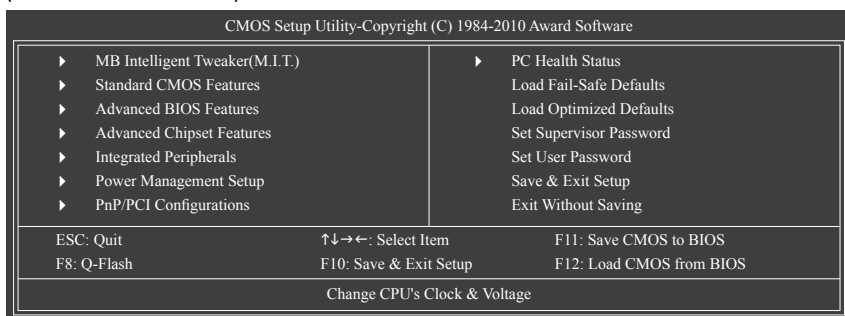 CMOS Setup Utility-Copyright (C) 1984-2010 Award Software
MB Intelligent Tweaker(M.I.T.)
Standard CMOS Features
Advanced BIOS Features
Advanced Chipset Features
Integrated Peripherals
Power Management Setup
PnP/PCI Configurations
PC Health Status
Load Fail-Safe Defaults
Load Optimized Defaults
Set Supervisor Password
Set User Password
Save & Exit Setup
Exit Without Saving
ESC: Quit ↑↓→←: Select Item F11: Save CMOS to BIOS
F8: Q-Flash F10: Save & Exit Setup F12: Load CMOS from BIOS
Change CPU's Clock & Voltage